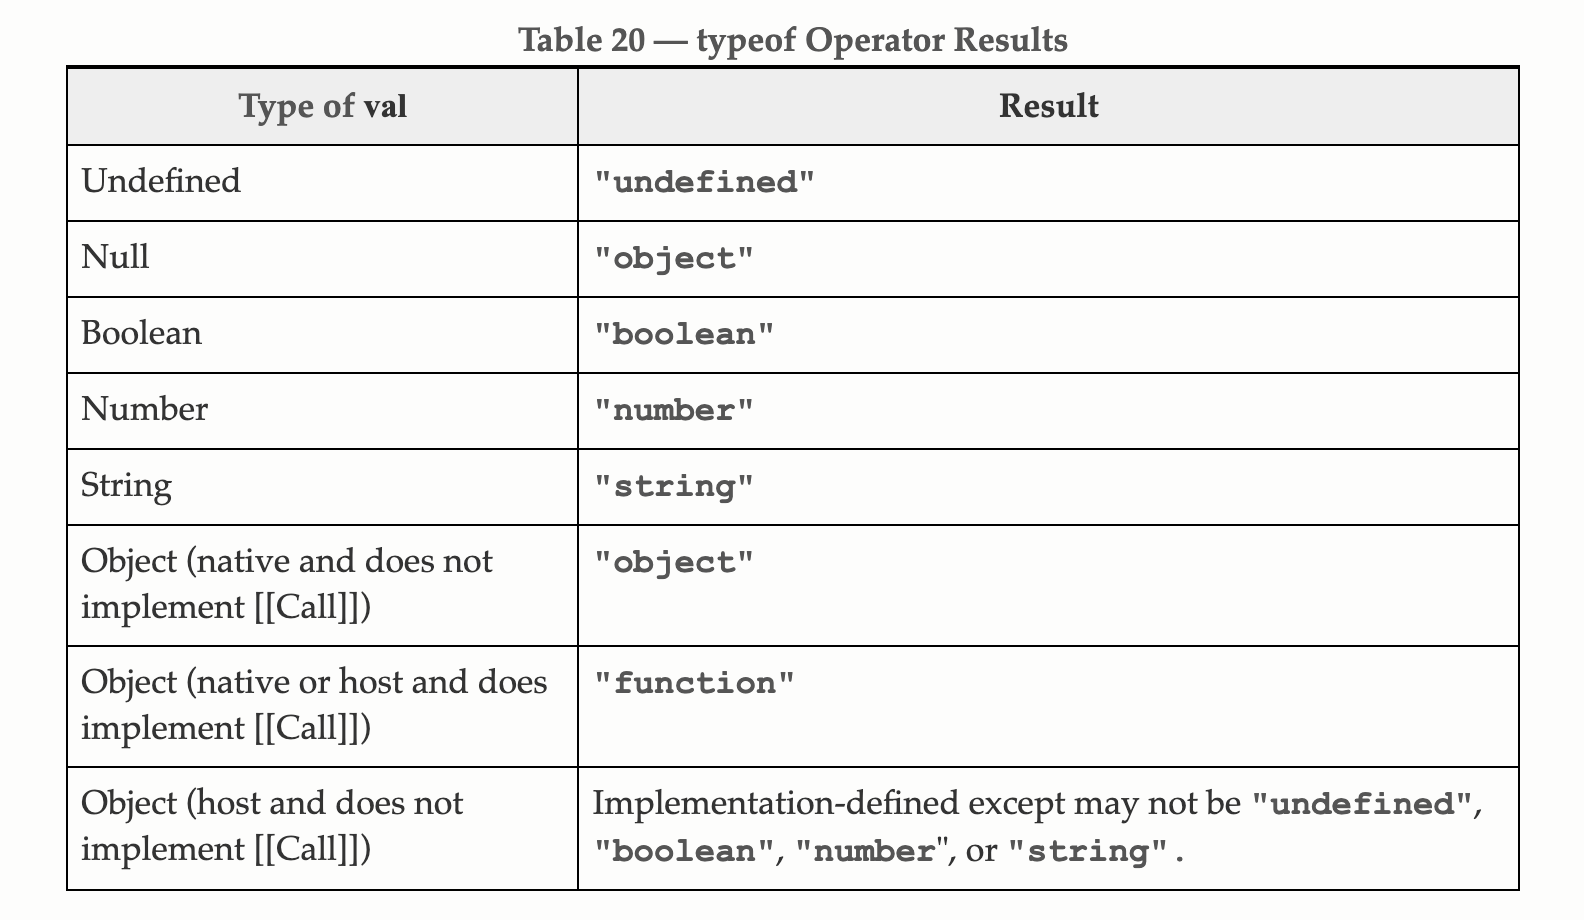 Table 20 — typeof Operator Results
Type of val
Result
Undefined
"undefined"
Null
"object"
Boolean
"boolean"
Number
"number"
String
"string"
Object (native and does not
implement [[Call]])
"object"
Object (native or host and does
implement [[Call]])
"function"
Object (host and does not
implement [[Call]])
Implementation-defined except may not be "undefined",
"boolean", "number", or "string".